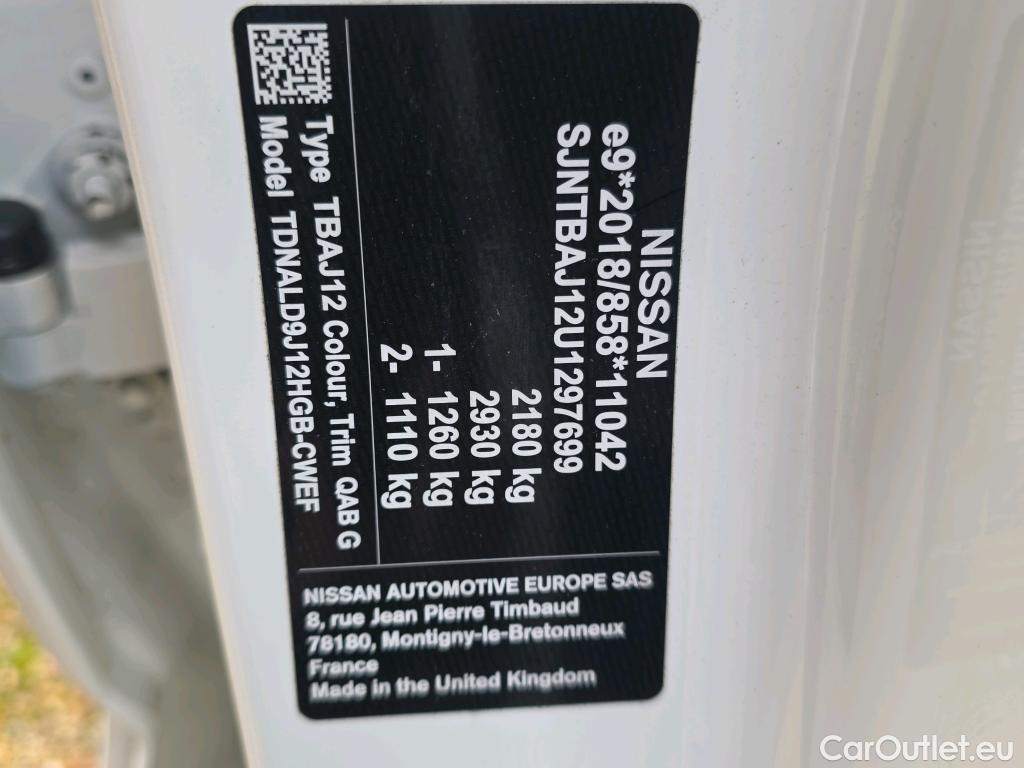 NISSAN
e9*2018/858*11042
SJNTBAJ12U1297699
2180 kg
2930 kg
1- 1260 kg
2- 1110 kg
Type TBAJ12 Colour, Trim QAB G
Model TDNALD9J12HGB-CWEF
NISSAN AUTOMOTIVE EUROPE SAS
8, rue Jean Pierre Timbaud
78180, Montigny-le-Bretonneux
France
Made in the United Kingdom
CarOutlet.eu